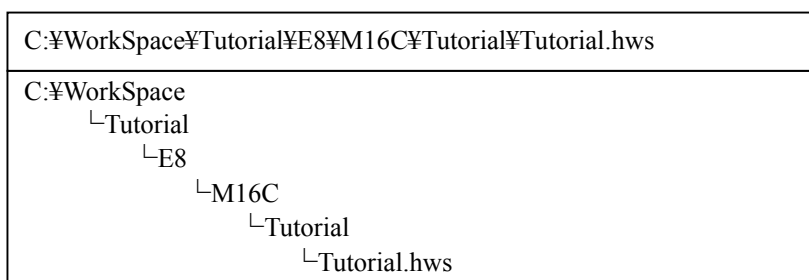 C:¥WorkSpace¥Tutorial¥E8¥M16C¥Tutorial¥Tutorial.hws
C:¥WorkSpace
└Tutorial
└E8
└M16C
└Tutorial
└Tutorial.hws